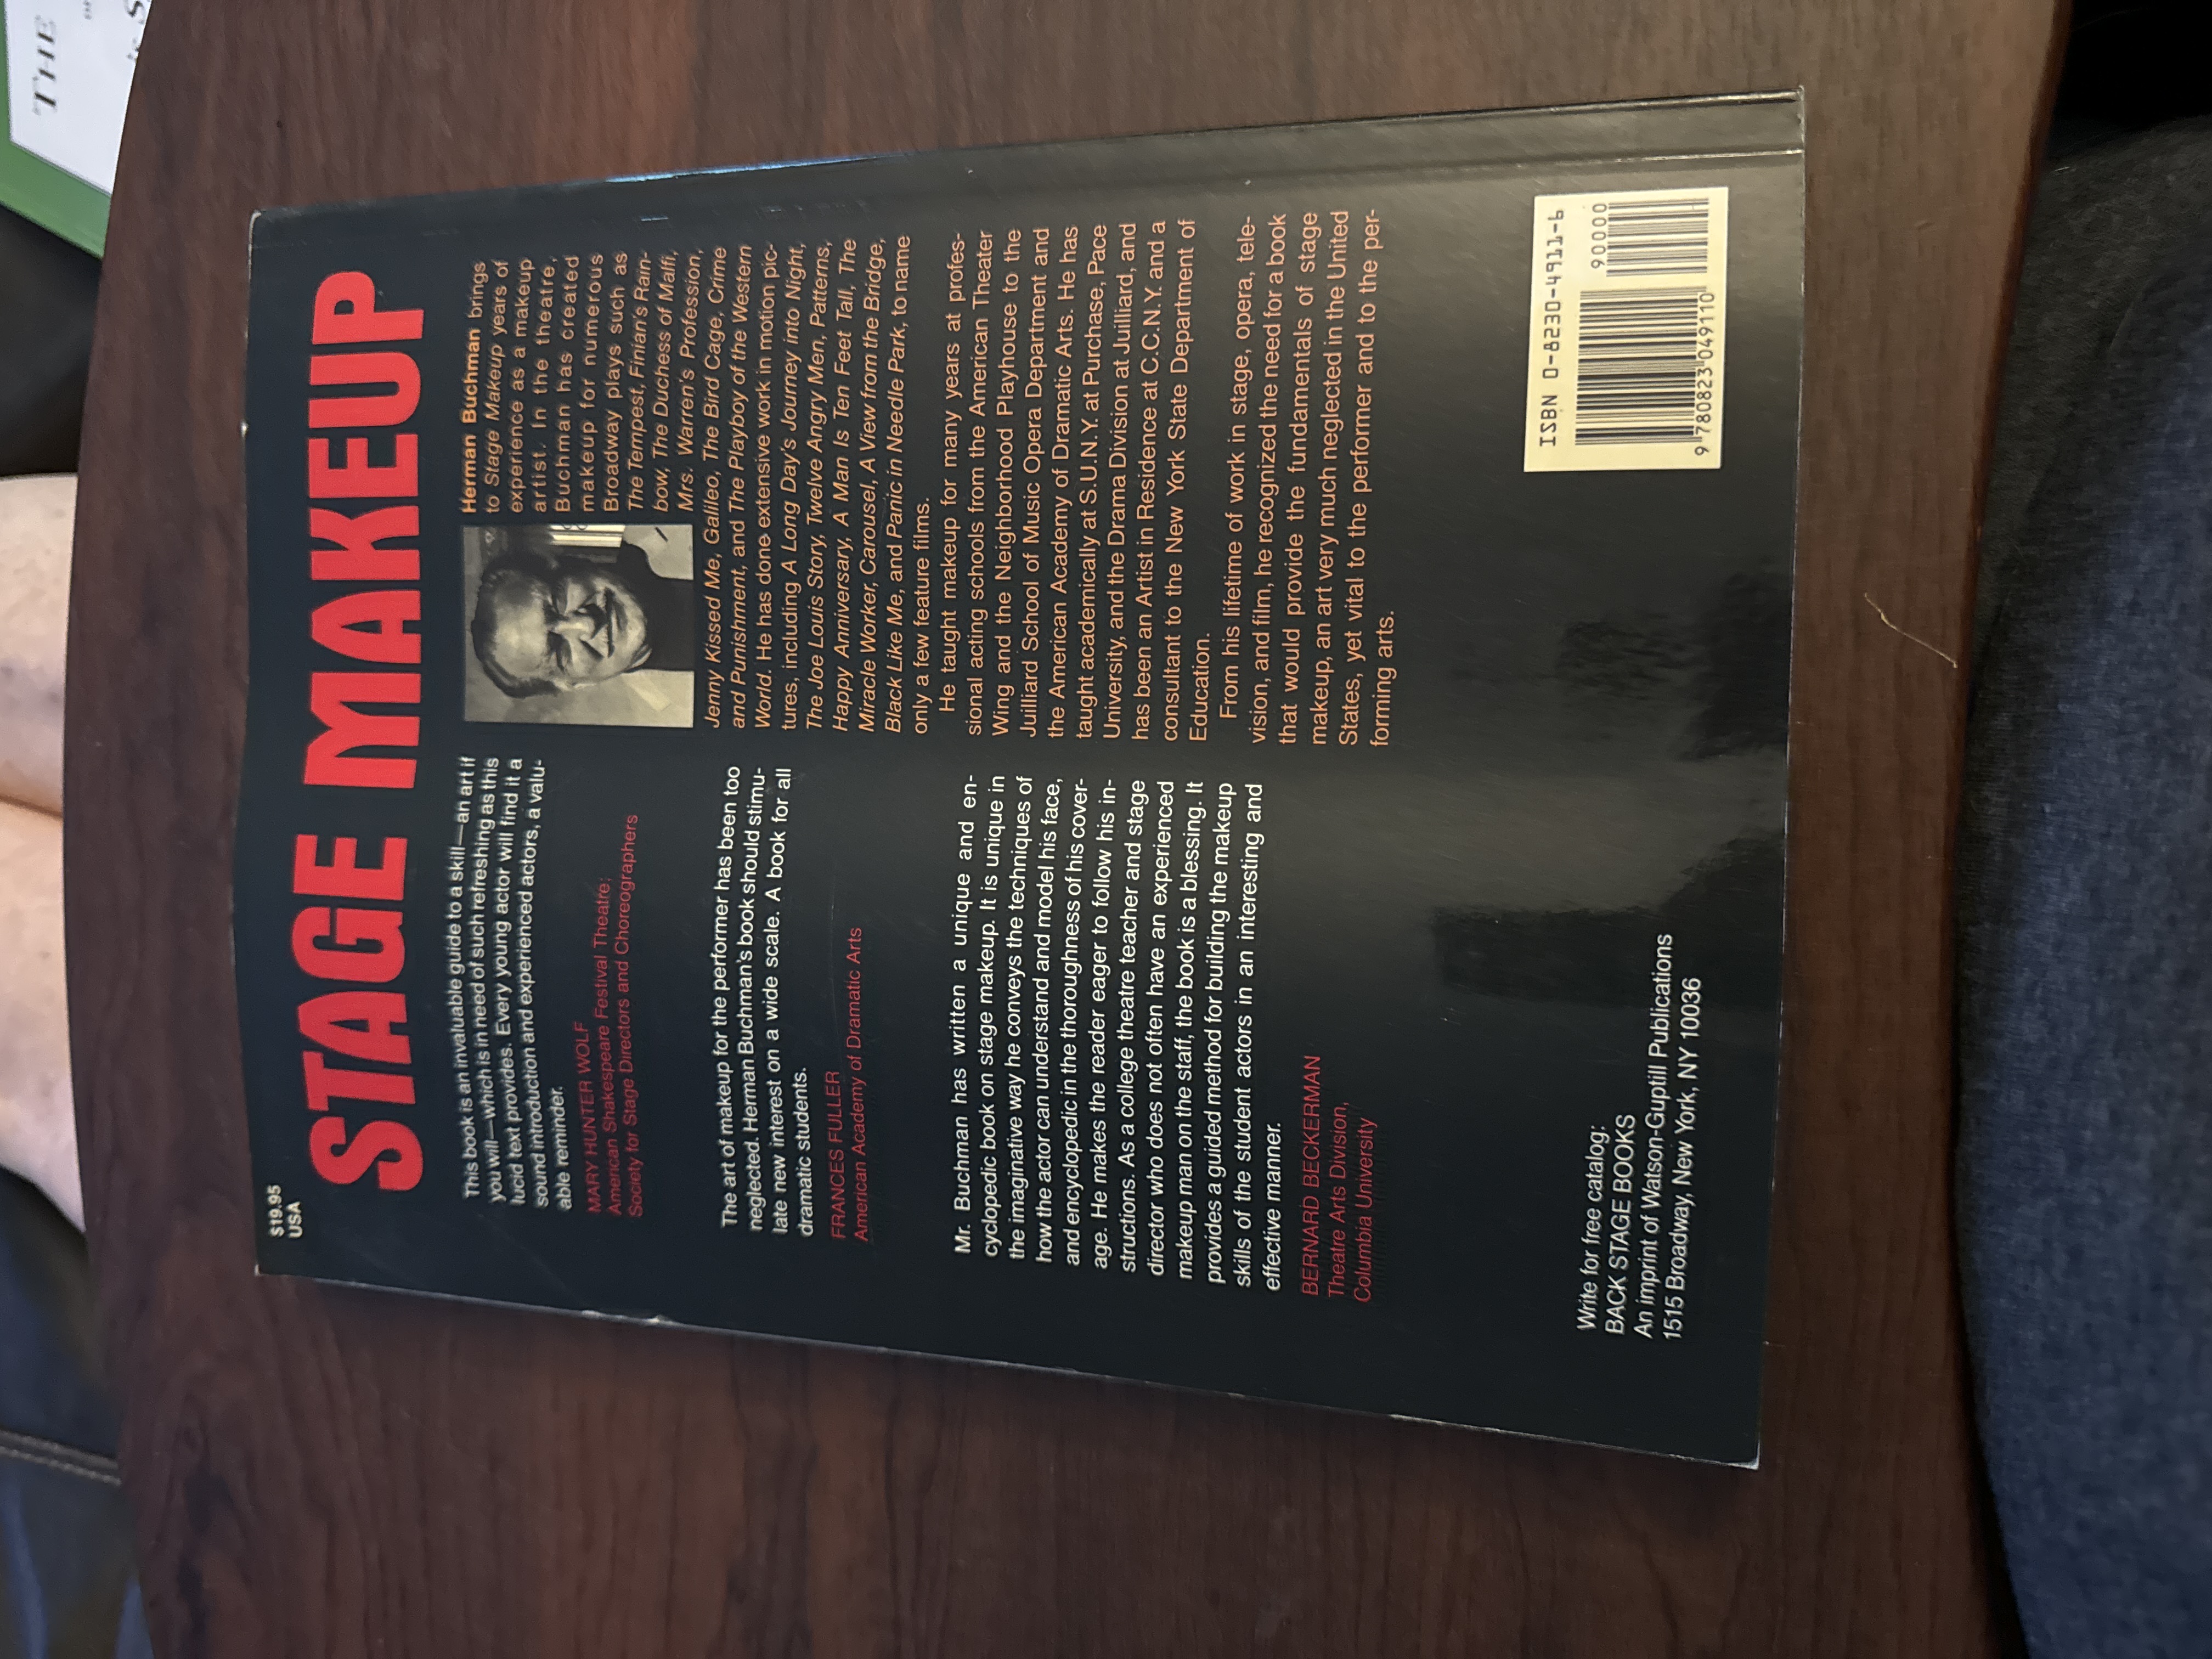 THE
$19.95
USA
STAGE MAKEUP
This book is an invaluable guide to a skill—an art if
you will—which is in need of such refreshing as this
lucid text provides. Every young actor will find it a
sound introduction and experienced actors, a valu-
able reminder.
MARY HUNTER WOLF
American Shakespeare Festival Theatre;
Society for Stage Directors and Choreographers
The art of makeup for the performer has been too
neglected. Herman Buchman's book should stimu-
late new interest on a wide scale. A book for all
dramatic students.
FRANCES FULLER
American Academy of Dramatic Arts
Mr. Buchman has written a unique and en-
cyclopedic book on stage makeup. It is unique in
the imaginative way he conveys the techniques of
how the actor can understand and model his face,
and encyclopedic in the thoroughness of his cover-
age. He makes the reader eager to follow his in-
structions. As a college theatre teacher and stage
director who does not often have an experienced
makeup man on the staff, the book is a blessing. It
provides a guided method for building the makeup
skills of the student actors in an interesting and
effective manner.
BERNARD BECKERMAN
Theatre Arts Division,
Columbia University
Write for free catalog:
BACK STAGE BOOKS
An imprint of Watson-Guptill Publications
1515 Broadway, New York, NY 10036
Herman Buchman brings
to Stage Makeup years of
experience as a makeup
artist. In the theatre,
Buchman has created
makeup for numerous
Broadway plays such as
The Tempest, Finian's Rain-
bow, The Duchess of Malfi,
Mrs. Warren's Profession,
Jenny Kissed Me, Galileo, The Bird Cage, Crime
and Punishment, and The Playboy of the Western
World. He has done extensive work in motion pic-
tures, including A Long Day's Journey into Night,
The Joe Louis Story, Twelve Angry Men, Patterns,
Happy Anniversary, A Man Is Ten Feet Tall, The
Miracle Worker, Carousel, A View from the Bridge,
Black Like Me, and Panic in Needle Park, to name
only a few feature films.
He taught makeup for many years at profes-
sional acting schools from the American Theater
Wing and the Neighborhood Playhouse to the
Juilliard School of Music Opera Department and
the American Academy of Dramatic Arts. He has
taught academically at S.U.N.Y. at Purchase, Pace
University, and the Drama Division at Juilliard, and
has been an Artist in Residence at C.C.N.Y. and a
consultant to the New York State Department of
Education.
From his lifetime of work in stage, opera, tele-
vision, and film, he recognized the need for a book
that would provide the fundamentals of stage
makeup, an art very much neglected in the United
States, yet vital to the performer and to the per-
forming arts.
ISBN 0-8230-4911-6
90000
9 780823 049110